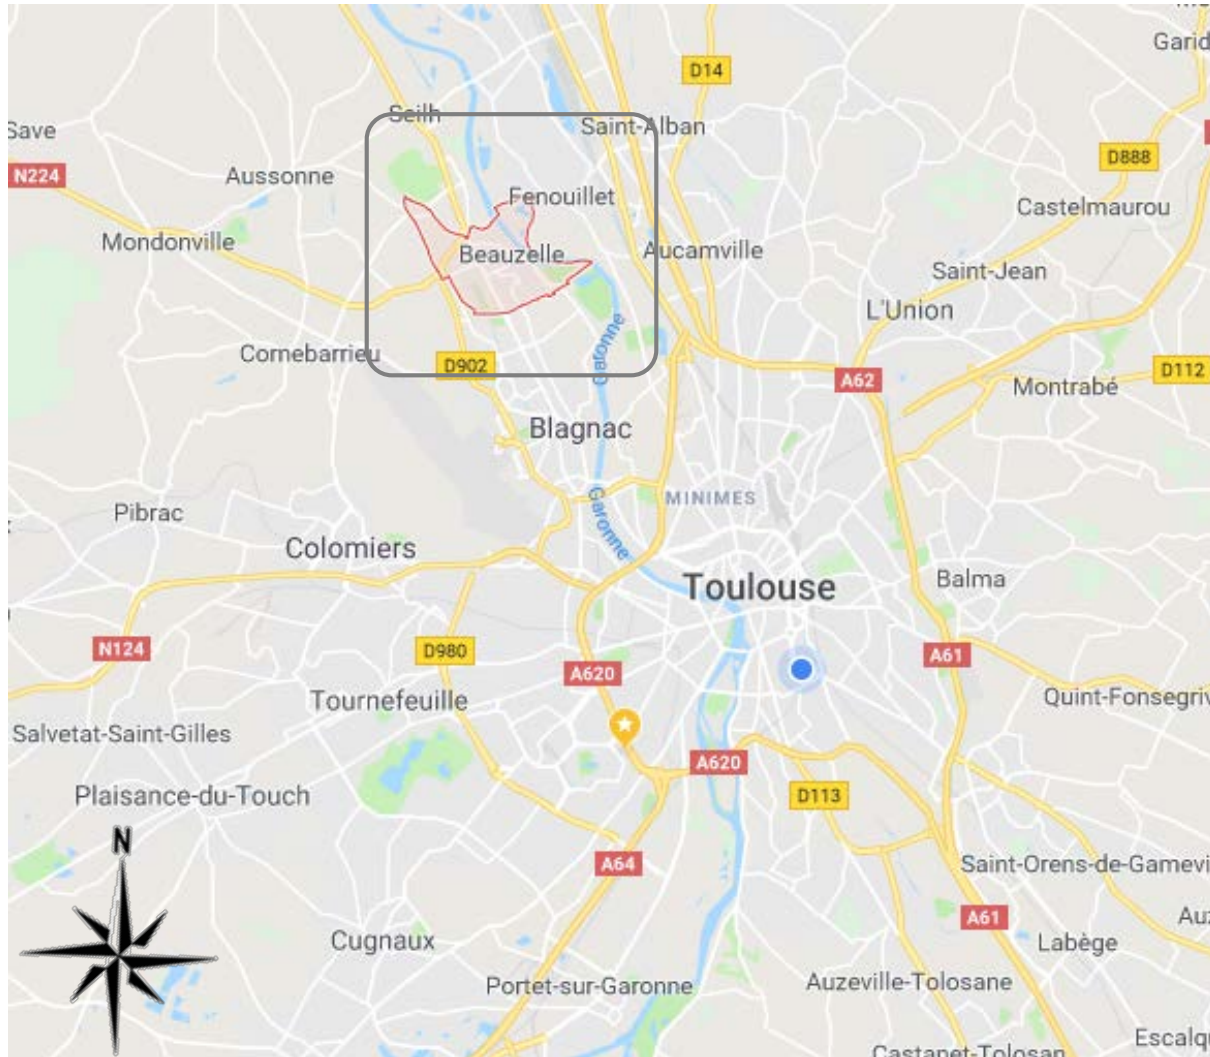 Garid
D14
Seilh
Saint-Alban
Save
D888
N224
Aussonne
Fenouillet
Castelmaurou
Mondonville
Beauzelle
Aucamville
Saint-Jean
L'Union
Garonne
Cornebarrieu
D902
A62
D112
Montrabé
Blagnac
MINIMES
Pibrac
Garonne
Colomiers
Toulouse
Balma
N124
D980
A61
A620
Tournefeuille
Quint-Fonsegriv
Salvetat-Saint-Gilles
A620
Plaisance-du-Touch
D113
N
A64
Saint-Orens-de-Gamevi
A61
Auz
Cugnaux
Labège
Portet-sur-Garonne
Auzeville-Tolosane
Escalqu
Castanet-Tolosan